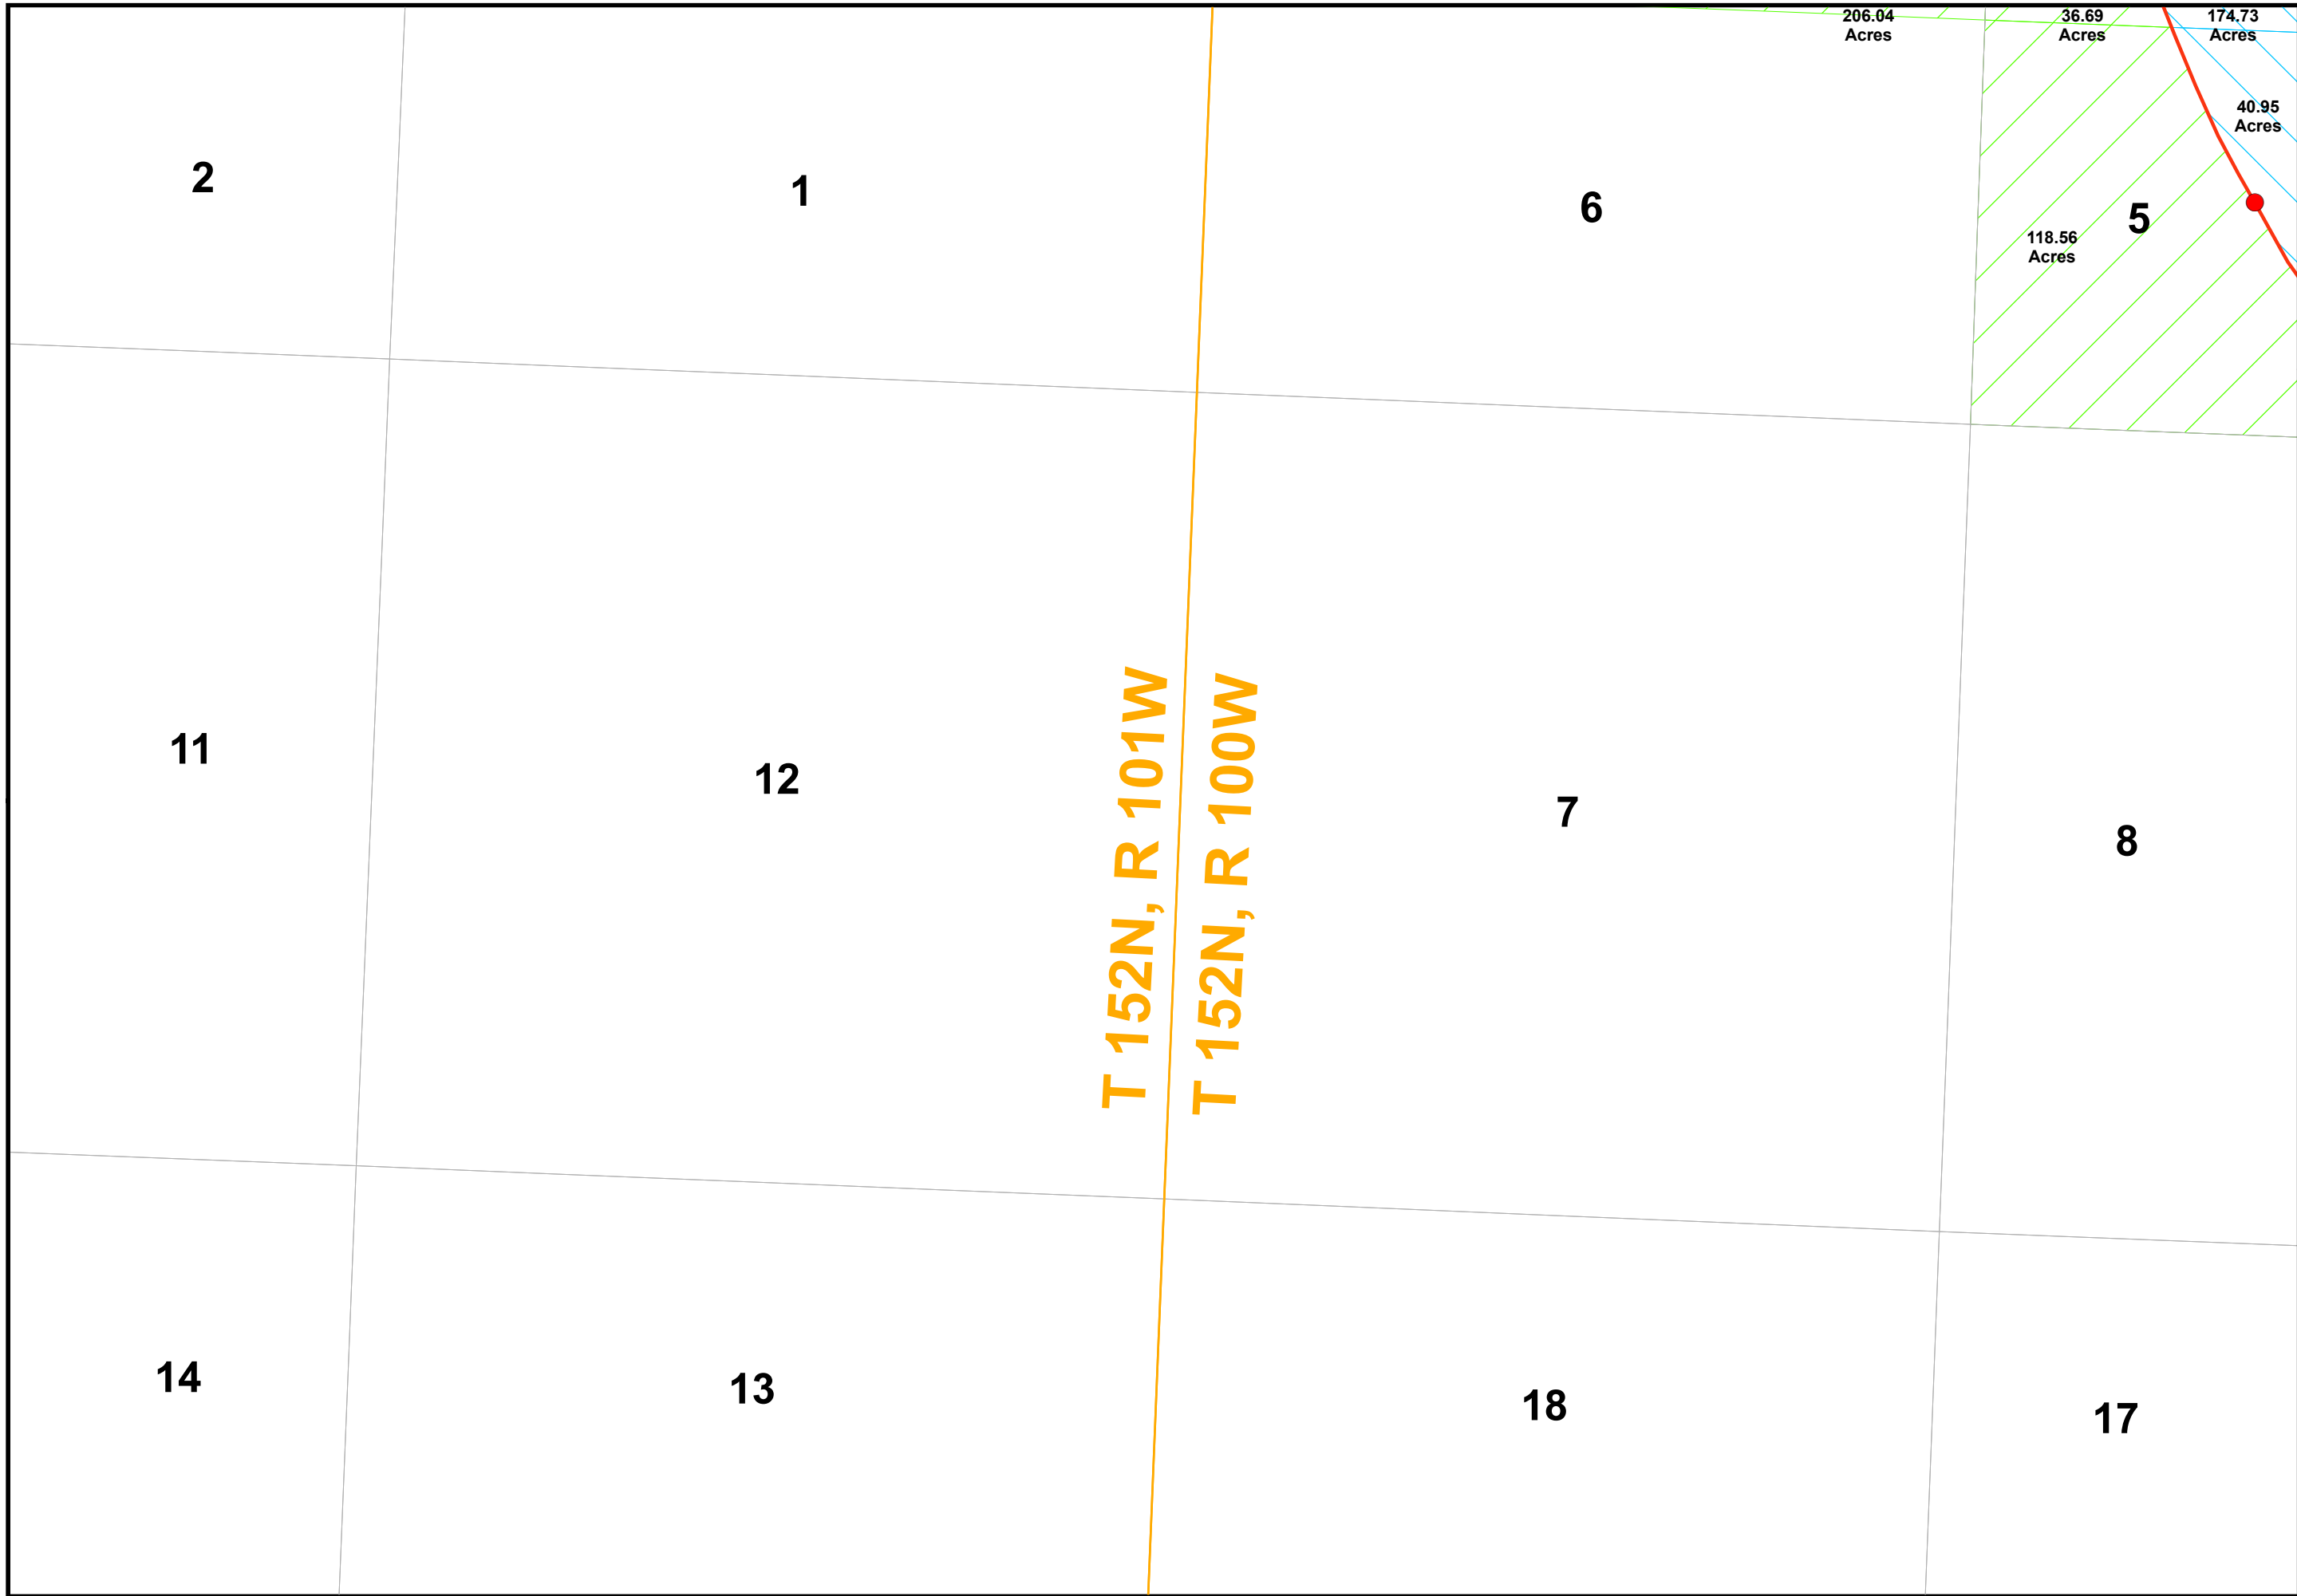 206.04
Acres
36.69
Acres
174.73
Acres
40.95
Acres
2
1
6
5
118.56
Acres
T 152N, R 101W
T 152N, R 100W
11
12
7
8
14
13
18
17